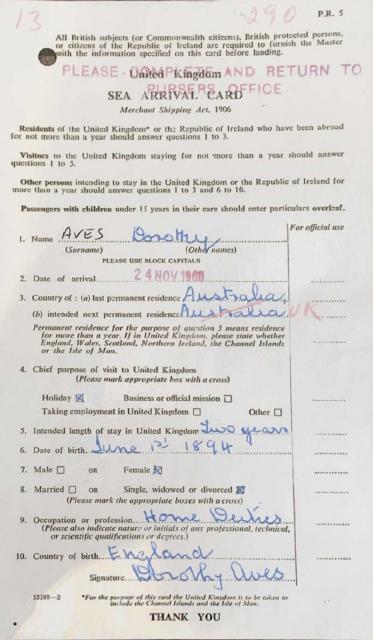 13 290 P.R. 5
All British subjects (or Commonwealth citizens), British protected persons,
or citizens of the Republic of Ireland are required to furnish the Master
with the information specified on this card before landing.
PLEASE - COMPLETE AND RETURN TO
United Kingdom
PURSERS OFFICE
SEA ARRIVAL CARD
Merchant Shipping Act, 1906
Residents of the United Kingdom* or the Republic of Ireland who have been abroad
for not more than a year should answer questions 1 to 3.
Visitors to the United Kingdom staying for not more than a year should answer
questions 1 to 5.
Other persons intending to stay in the United Kingdom or the Republic of Ireland for
more than a year should answer questions 1 to 3 and 6 to 10.
Passengers with children under 15 years in their care should enter particulars overleaf.
For official use
1. Name AVES Dorothy
(Surname) (Other names)
PLEASE USE BLOCK CAPITALS
2. Date of arrival 24 NOV 1960
3. Country of : (a) last permanent residence Australia
(b) intended next permanent residence Australia UK
Permanent residence for the purpose of question 3 means residence
for more than a year. If in United Kingdom, please state whether
England, Wales, Scotland, Northern Ireland, the Channel Islands
or the Isle of Man.
4. Chief purpose of visit to United Kingdom
(Please mark appropriate box with a cross)
Holiday ☒ Business or official mission ☐
Taking employment in United Kingdom ☐ Other ☐
5. Intended length of stay in United Kingdom Two years
6. Date of birth June 1st 1894
7. Male ☐ OR Female ☒
8. Married ☐ OR Single, widowed or divorced ☒
(Please mark the appropriate boxes with a cross)
9. Occupation or profession Home Duties
(Please also indicate nature or initials of any professional, technical,
or scientific qualifications or degrees.)
10. Country of birth England
Signature Dorothy Aves
*For the purpose of this card the United Kingdom is to be taken to
include the Channel Islands and the Isle of Man.
THANK YOU